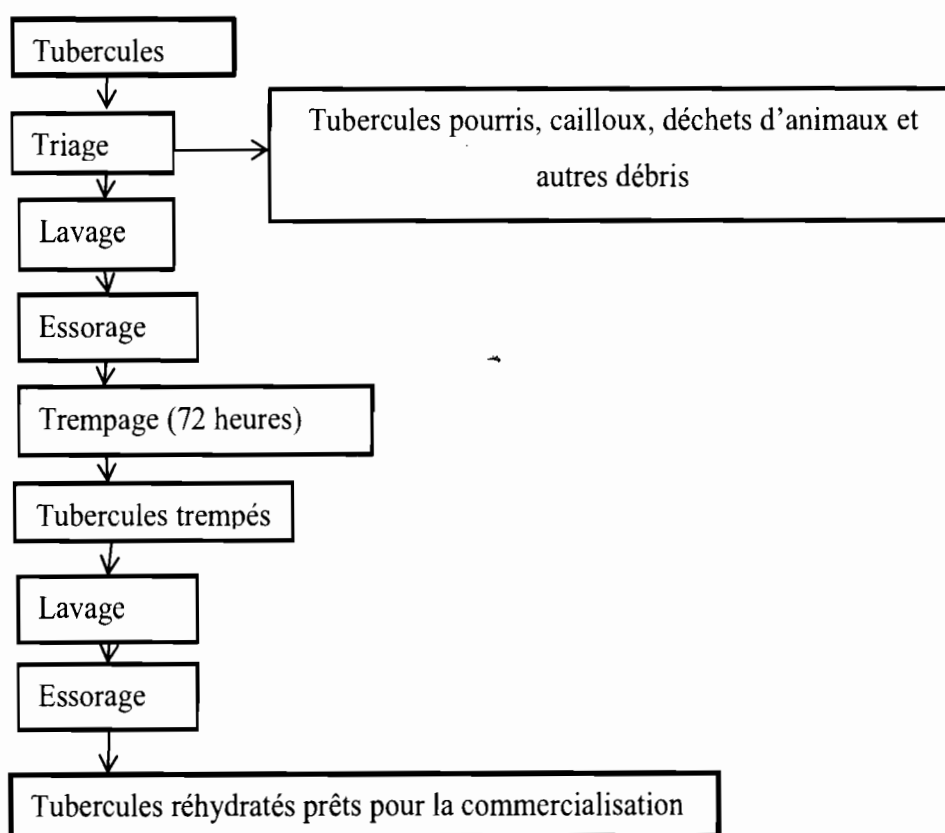 Tubercules
Triage
Tubercules pourris, cailloux, déchets d'animaux et
autres débris
Lavage
Essorage
Trempage (72 heures)
Tubercules trempés
Lavage
Essorage
Tubercules réhydratés prêts pour la commercialisation